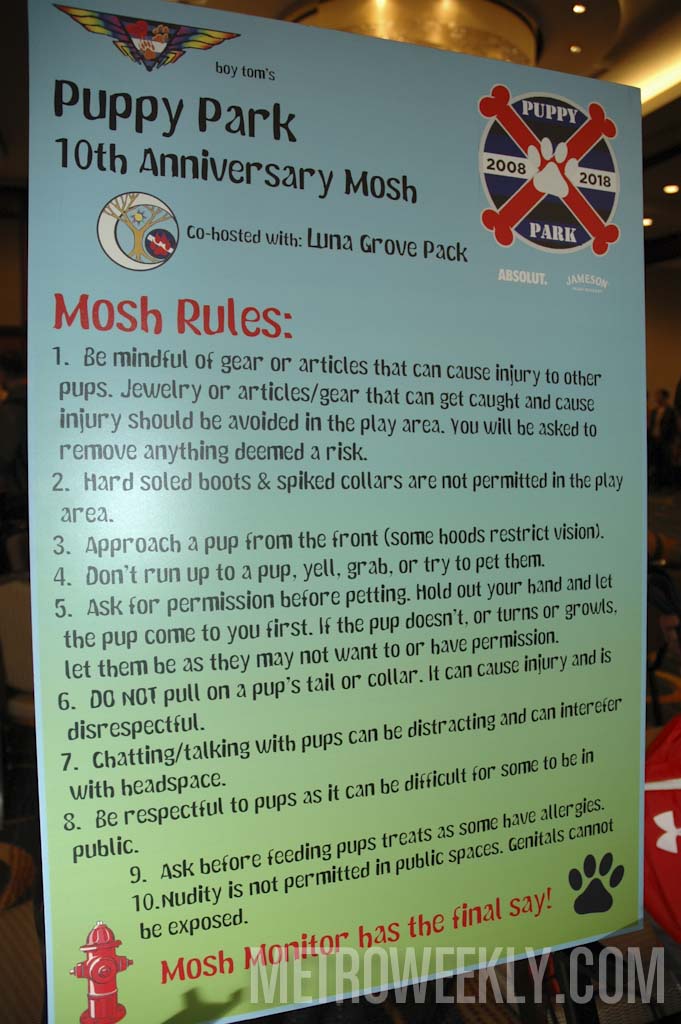 boy tom's
Puppy Park
10th Anniversary Mosh
Co-hosted with: Luna Grove Pack
PUPPY
2008 2018
PARK
ABSOLUT. JAMESON
Mosh Rules:
1. Be mindful of gear or articles that can cause injury to other
pups. Jewelry or articles/gear that can get caught and cause
injury should be avoided in the play area. You will be asked to
remove anything deemed a risk.
2. Hard soled boots & spiked collars are not permitted in the play
area.
3. Approach a pup from the front (some hoods restrict vision).
4. Don't run up to a pup, yell, grab, or try to pet them.
5. Ask for permission before petting. Hold out your hand and let
the pup come to you first. If the pup doesn't, or turns or growls,
let them be as they may not want to or have permission.
6. DO NOT pull on a pup's tail or collar. It can cause injury and is
disrespectful.
7. Chatting/talking with pups can be distracting and can interefer
with headspace.
8. Be respectful to pups as it can be difficult for some to be in
public.
9. Ask before feeding pups treats as some have allergies.
10.Nudity is not permitted in public spaces. Genitals cannot
be exposed.
Mosh Monitor has the final say!
METROWEEKLY.COM